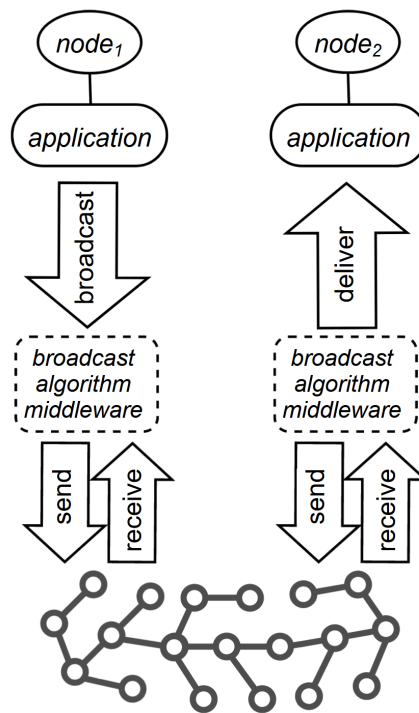 node₁
node₂
application
application
broadcast
deliver
broadcast
algorithm
middleware
broadcast
algorithm
middleware
send
receive
send
receive